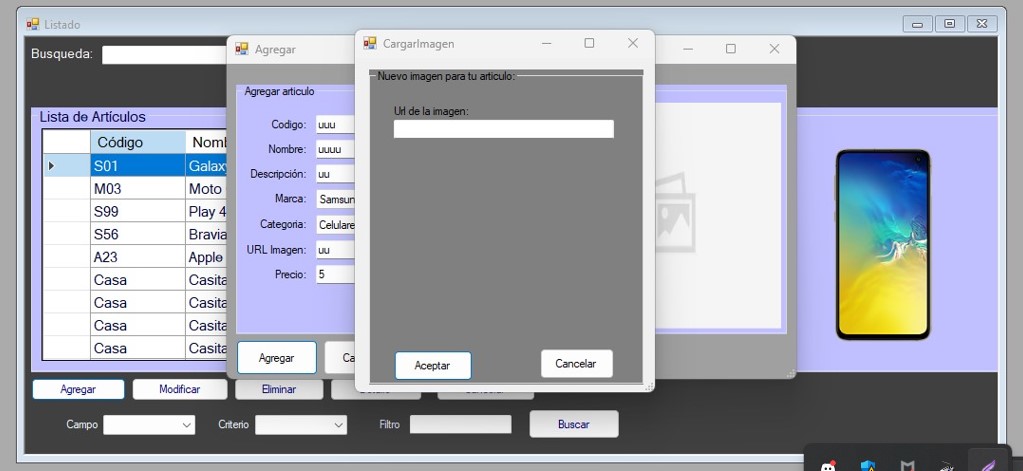 Listado
Busqueda:
Agregar
CargarImagen
Nuevo imagen para tu articulo:
Url de la imagen:
Aceptar
Cancelar
Agregar articulo
Codigo: uuu
Nombre: uuuu
Descripción: uu
Marca: Samsun
Categoria: Celulare
URL Imagen: uu
Precio: 5
Agregar
Ca
Lista de Artículos
Código Nomb
S01 Galaxy
M03 Moto
S99 Play 4
S56 Bravia
A23 Apple
Casa Casita
Casa Casita
Casa Casita
Casa Casita
Agregar Modificar Eliminar
Campo Criterio Filtro Buscar